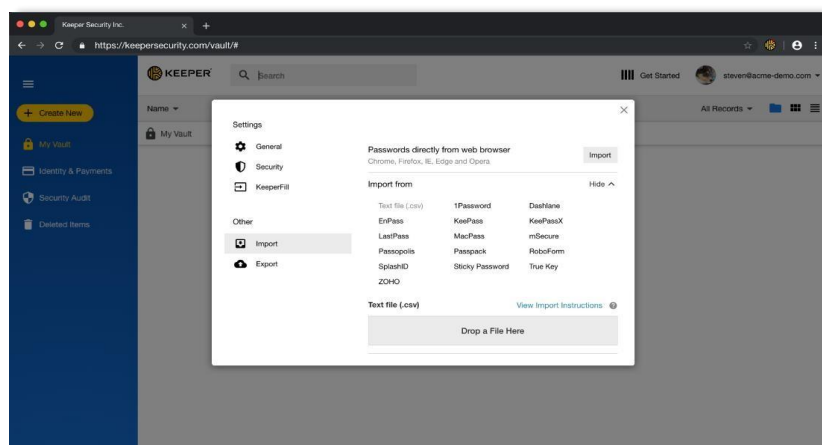 Keeper Security Inc.
https://keepersecurity.com/vault/#
KEEPER
Search
Get Started
steven@acme-demo.com
Create New
Name
All Records
My Vault
My Vault
Identity & Payments
Security Audit
Deleted Items
Settings
General
Security
KeeperFill
Other
Import
Export
Passwords directly from web browser
Chrome, Firefox, IE, Edge and Opera
Import
Import from
Hide
Text file (.csv) 1Password Dashlane
EnPass KeePass KeePassX
LastPass MacPass mSecure
Passopolis Passpack RoboForm
SplashID Sticky Password True Key
ZOHO
Text file (.csv)
View Import Instructions
Drop a File Here